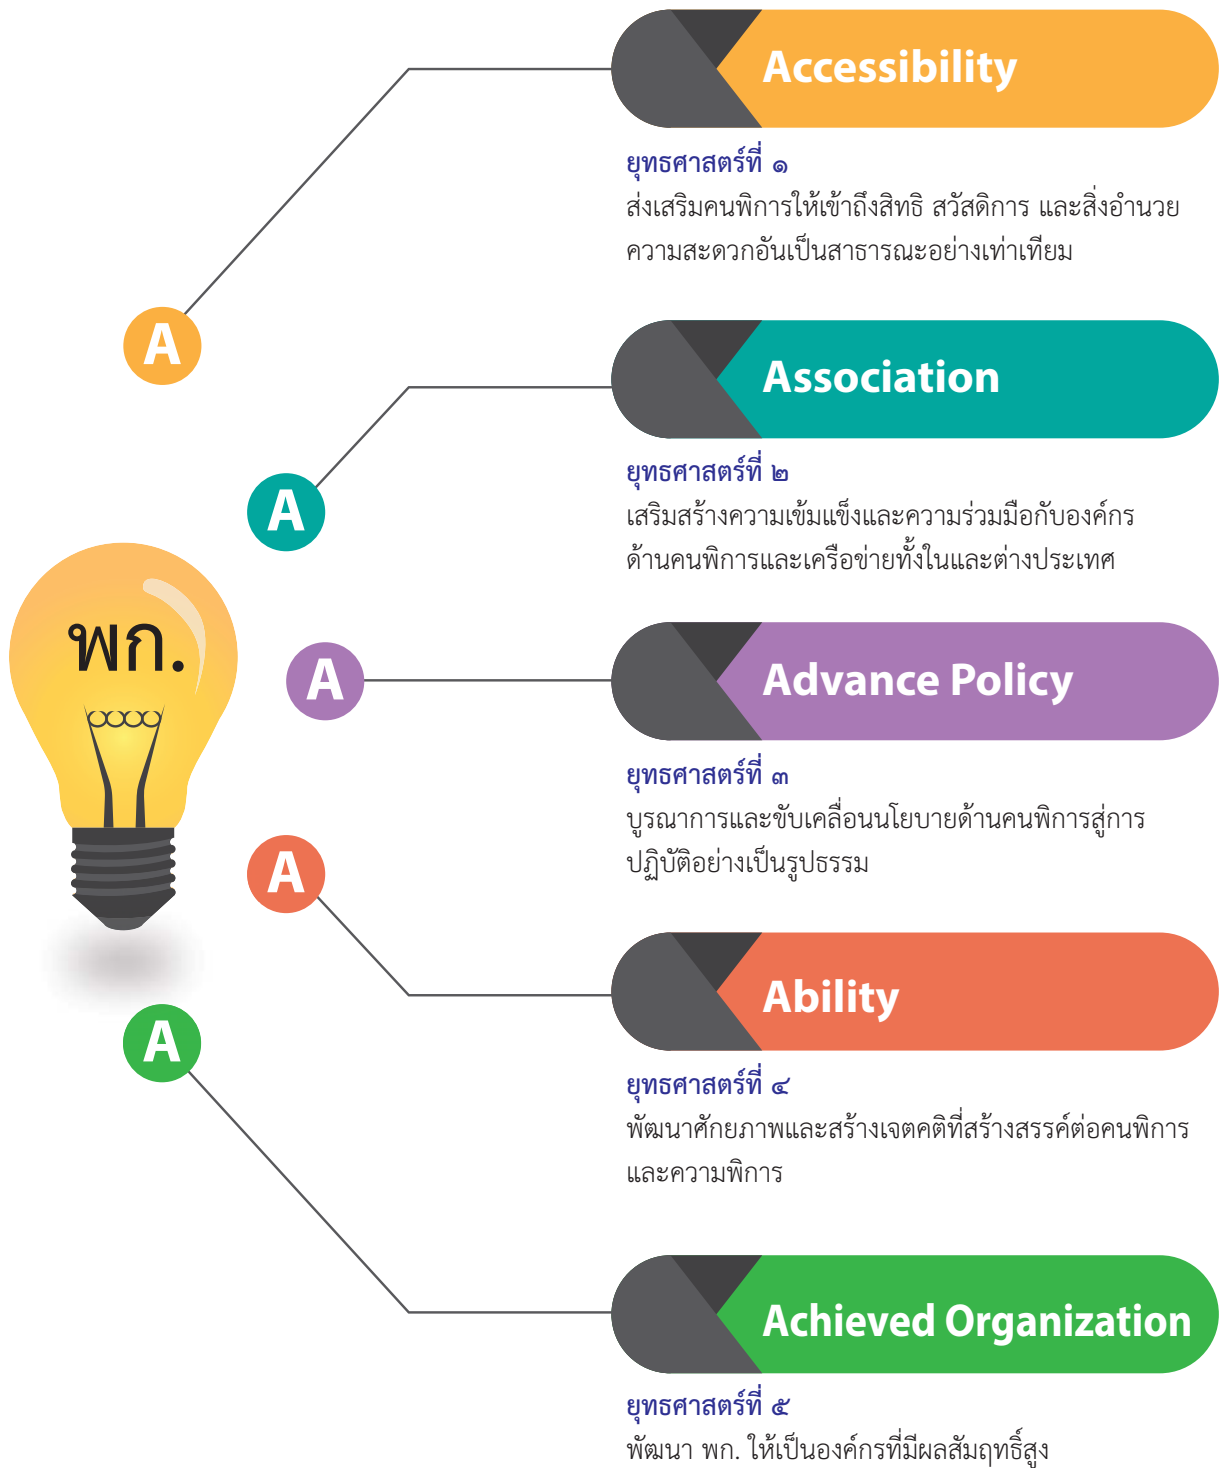 Accessibility
ยุทธศาสตร์ที่ ๑
ส่งเสริมคนพิการให้เข้าถึงสิทธิ สวัสดิการ และสิ่งอำนวย
ความสะดวกอันเป็นสาธารณะอย่างเท่าเทียม
A
Association
ยุทธศาสตร์ที่ ๒
เสริมสร้างความเข้มแข็งและความร่วมมือกับองค์กร
ด้านคนพิการและเครือข่ายทั้งในและต่างประเทศ
A
พก.
A
Advance Policy
ยุทธศาสตร์ที่ ๓
บูรณาการและขับเคลื่อนนโยบายด้านคนพิการสู่การ
ปฏิบัติอย่างเป็นรูปธรรม
A
Ability
ยุทธศาสตร์ที่ ๔
พัฒนาศักยภาพและสร้างเจตคติที่สร้างสรรค์ต่อคนพิการ
และความพิการ
A
Achieved Organization
ยุทธศาสตร์ที่ ๕
พัฒนา พก. ให้เป็นองค์กรที่มีผลสัมฤทธิ์สูง